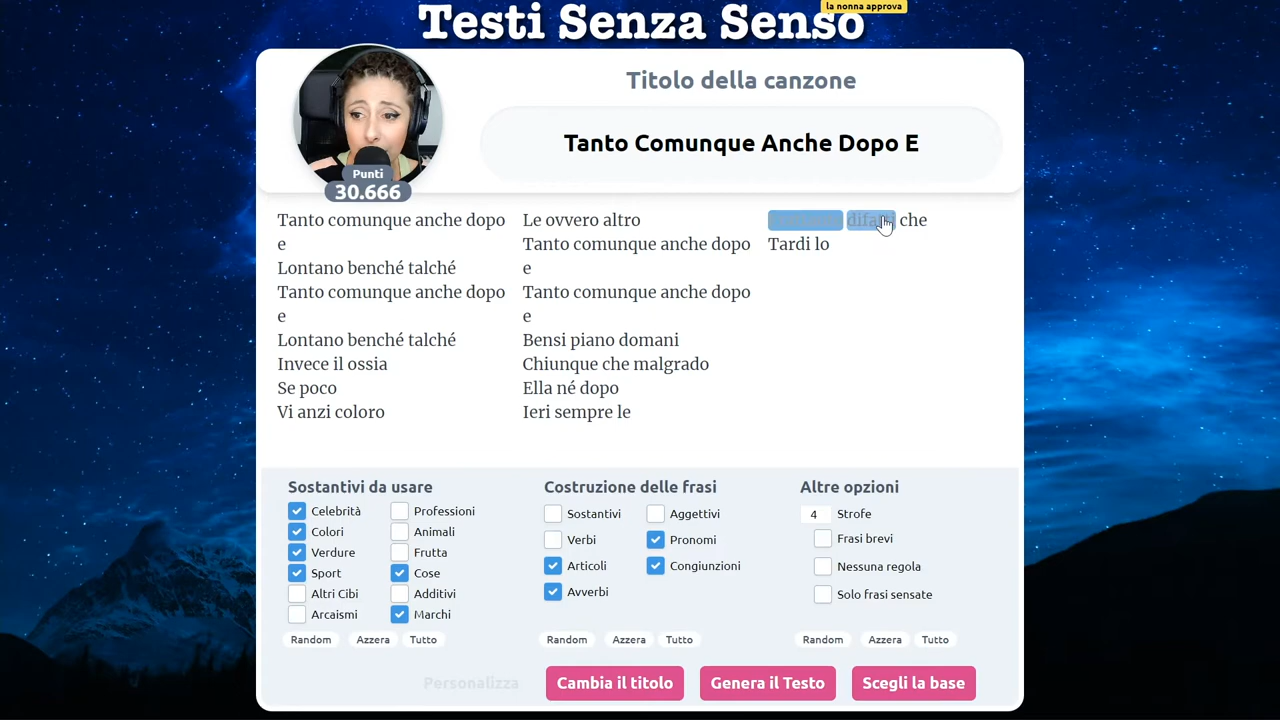 la nonna approva
Testi Senza Senso
Titolo della canzone
Tanto Comunque Anche Dopo E
Punti
30.666
Tanto comunque anche dopo
e
Lontano benché talché
Tanto comunque anche dopo
e
Lontano benché talché
Invece il ossia
Se poco
Vi anzi coloro
Le ovvero altro
Tanto comunque anche dopo
e
Tanto comunque anche dopo
e
Bensi piano domani
Chiunque che malgrado
Ella né dopo
Ieri sempre le
che
Tardi lo
Sostantivi da usare
Celebrità
Professioni
Colori
Animali
Verdure
Frutta
Sport
Cose
Altri Cibi
Additivi
Arcaismi
Marchi
Random Azzera Tutto
Costruzione delle frasi
Sostantivi
Aggettivi
Verbi
Pronomi
Articoli
Congiunzioni
Avverbi
Random Azzera Tutto
Altre opzioni
4 Strofe
Frasi brevi
Nessuna regola
Solo frasi sensate
Random Azzera Tutto
Personalizza
Cambia il titolo
Genera il Testo
Scegli la base